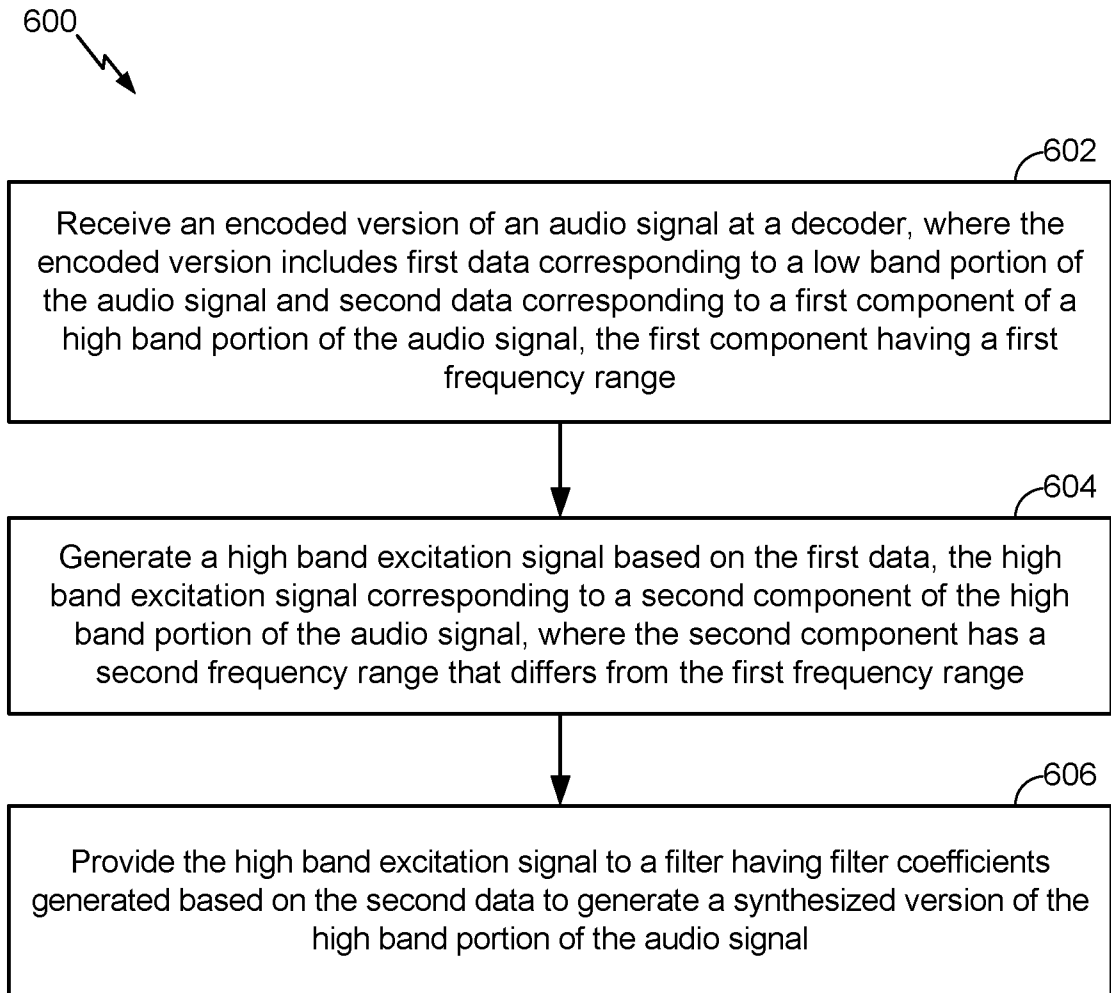 600
602
Receive an encoded version of an audio signal at a decoder, where the
encoded version includes first data corresponding to a low band portion of
the audio signal and second data corresponding to a first component of a
high band portion of the audio signal, the first component having a first
frequency range
604
Generate a high band excitation signal based on the first data, the high
band excitation signal corresponding to a second component of the high
band portion of the audio signal, where the second component has a
second frequency range that differs from the first frequency range
606
Provide the high band excitation signal to a filter having filter coefficients
generated based on the second data to generate a synthesized version of the
high band portion of the audio signal